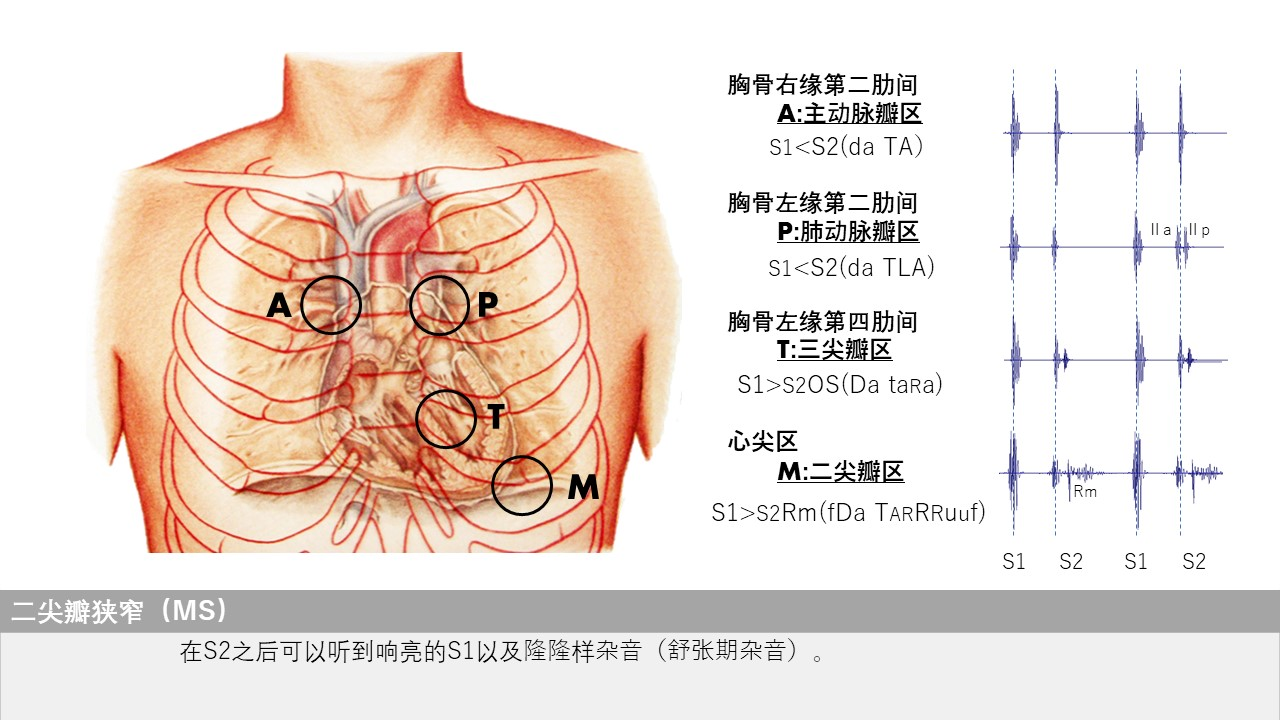 胸骨右缘第二肋间
A:主动脉瓣区
S1<S2(da TA)
胸骨左缘第二肋间
P:肺动脉瓣区
S1<S2(da TLA)
胸骨左缘第四肋间
T:三尖瓣区
S1>S2OS(Da taRa)
心尖区
M:二尖瓣区
S1>S2Rm(fDa TARRRuuf)
A
P
T
M
II a
II p
Rm
S1 S2 S1 S2
二尖瓣狭窄（MS）
在S2之后可以听到响亮的S1以及隆隆样杂音（舒张期杂音）。